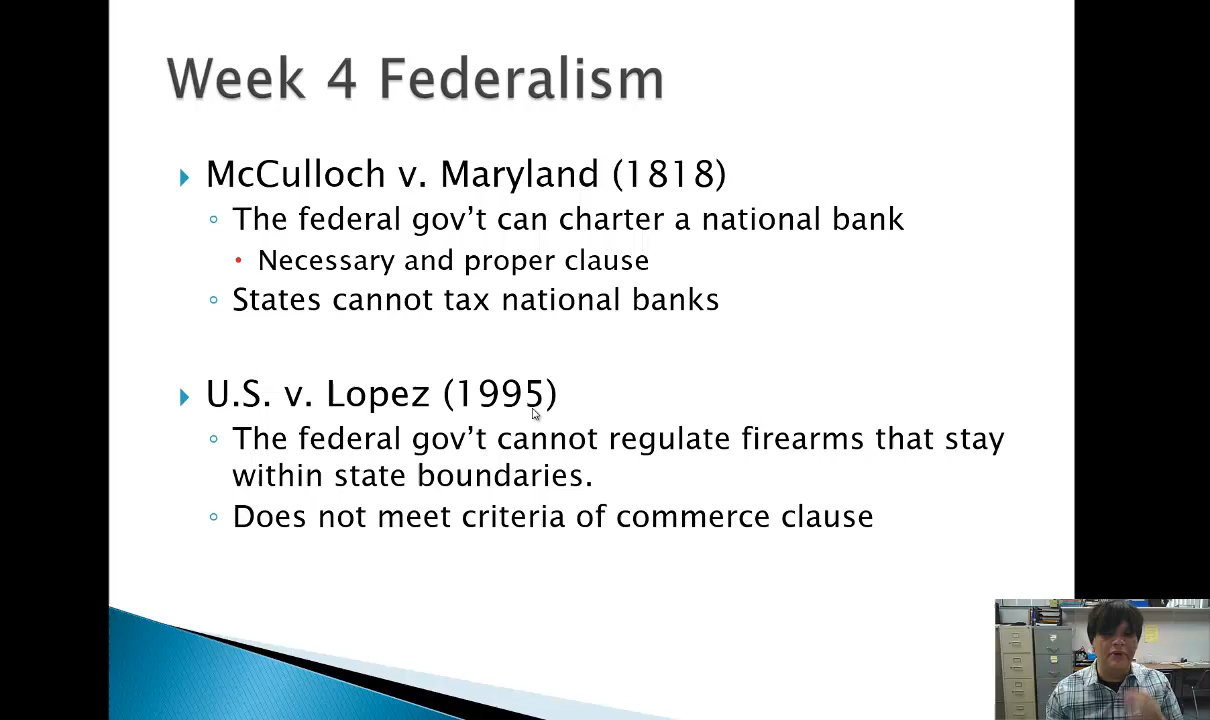 Week 4 Federalism
McCulloch v. Maryland (1818)
The federal gov’t can charter a national bank
Necessary and proper clause
States cannot tax national banks
U.S. v. Lopez (1995)
The federal gov’t cannot regulate firearms that stay
within state boundaries.
Does not meet criteria of commerce clause